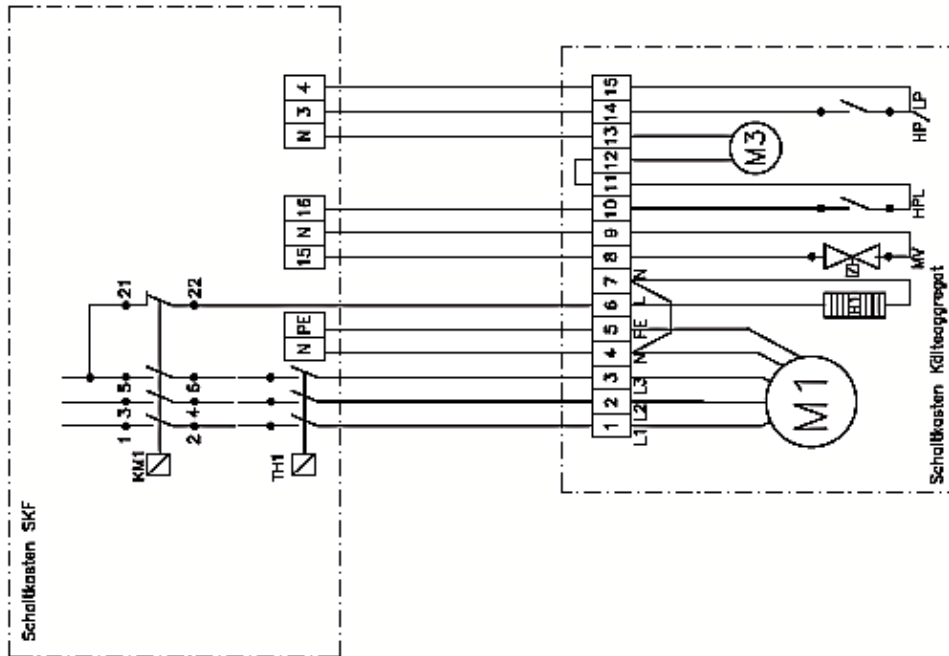 Schaltkasten SKF
1 3 5 21
KM1
2 4 6 22
TH1
N PE 15 N 16 N 3 4
1 2 3 4 5 6 7 8 9 10 11 12 13 14 15
L1 L2 L3 N PE L N
M3
M1 H1
MV HPL HP/LP
Schaltkasten Kälteaggregat